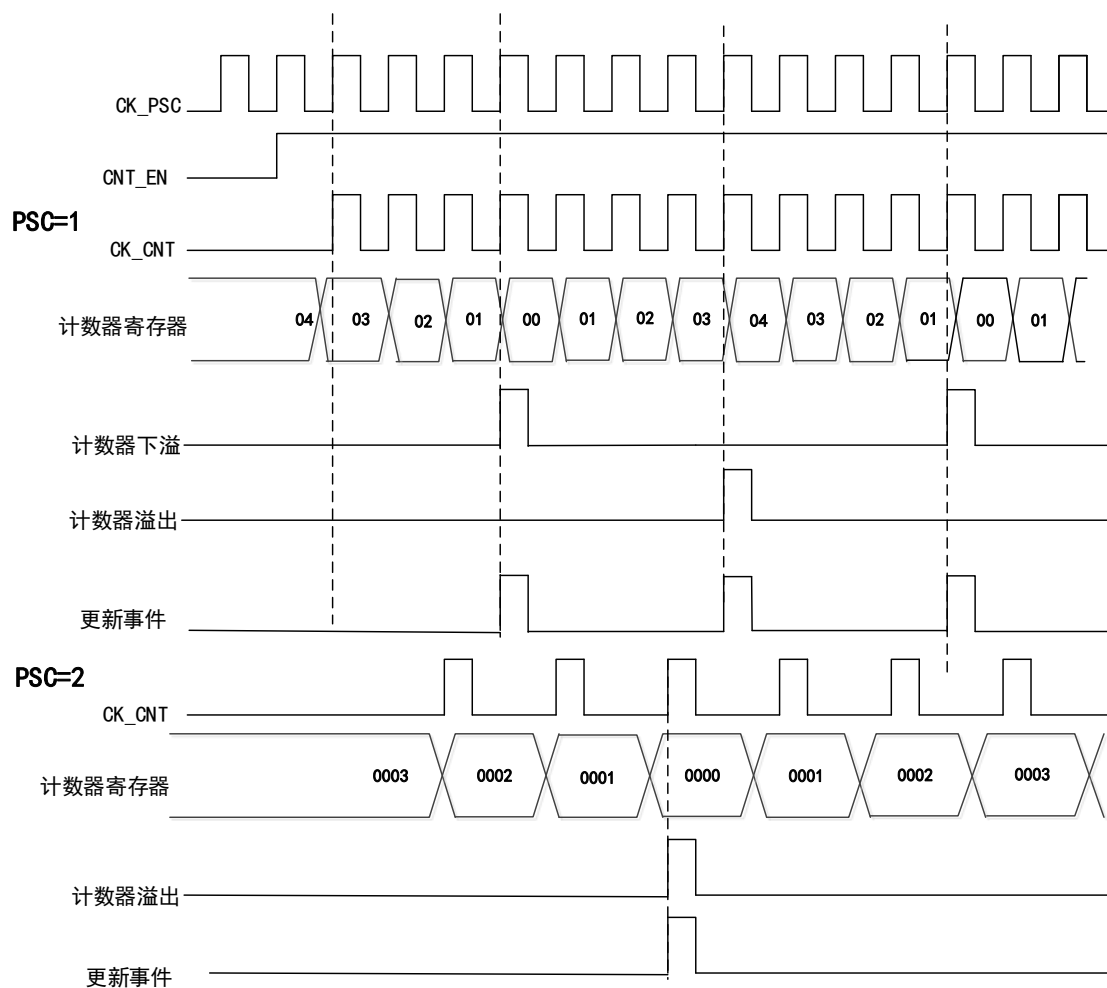 CK_PSC
CNT_EN
PSC=1
CK_CNT
计数器寄存器 04 03 02 01 00 01 02 03 04 03 02 01 00 01
计数器下溢
计数器溢出
更新事件
PSC=2
CK_CNT
计数器寄存器 0003 0002 0001 0000 0001 0002 0003
计数器溢出
更新事件